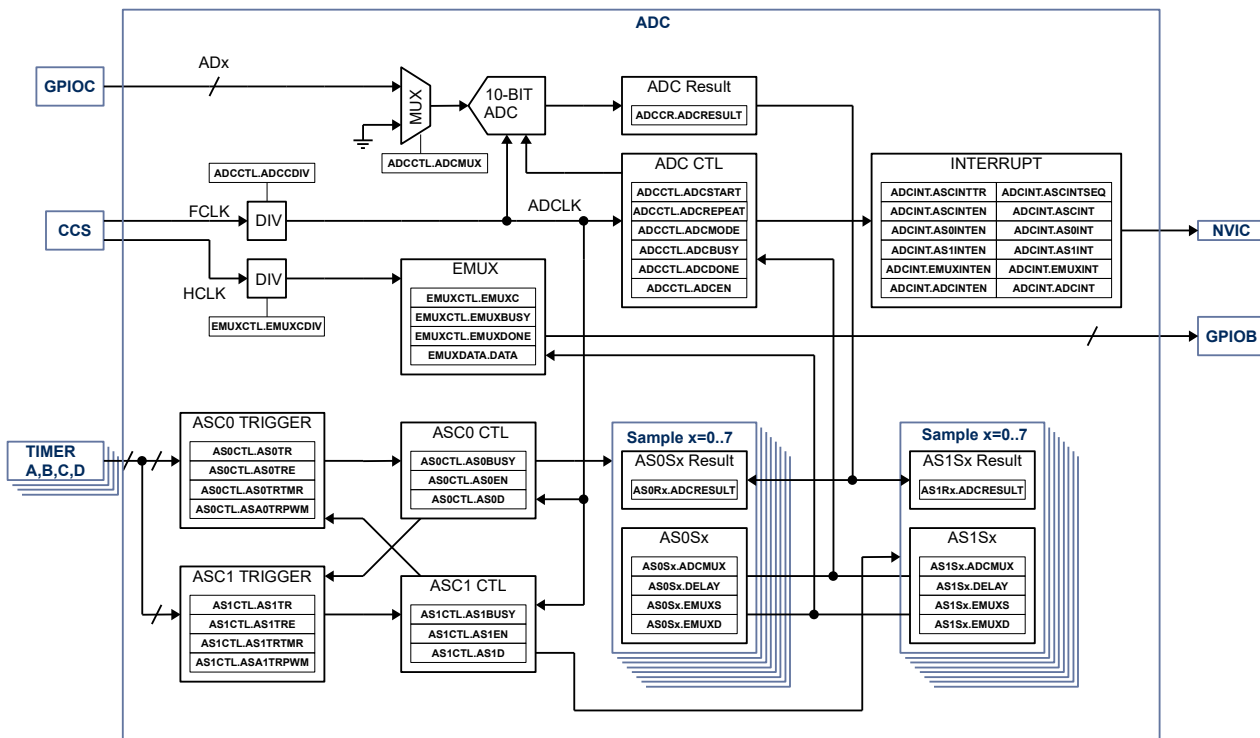 ADC
ADx
GPIOC
MUX
10-BIT
ADC
ADC Result
ADCCR.ADCRESULT
ADCCTL.ADCMUX
ADCCTL.ADCCDIV
ADC CTL
ADCCTL.ADCSTART
ADCCTL.ADCREPEAT
ADCCTL.ADCMODE
ADCCTL.ADCBUSY
ADCCTL.ADCDONE
ADCCTL.ADCEN
INTERRUPT
ADCINT.ASCINTTR ADCINT.ASCINTSEQ
ADCINT.ASCINTEN ADCINT.ASCINT
ADCINT.AS0INTEN ADCINT.AS0INT
ADCINT.AS1INTEN ADCINT.AS1INT
ADCINT.EMUXINTEN ADCINT.EMUXINT
ADCINT.ADCINTEN ADCINT.ADCINT
NVIC
CCS
FCLK
DIV
ADCLK
HCLK
DIV
EMUXCTL.EMUXCDIV
EMUX
EMUXCTL.EMUXC
EMUXCTL.EMUXBUSY
EMUXCTL.EMUXDONE
EMUXDATA.DATA
GPIOB
TIMER
A,B,C,D
ASC0 TRIGGER
AS0CTL.AS0TR
AS0CTL.AS0TRE
AS0CTL.AS0TRTMR
AS0CTL.ASA0TRPWM
ASC0 CTL
AS0CTL.AS0BUSY
AS0CTL.AS0EN
AS0CTL.AS0D
Sample x=0..7
AS0Sx Result
AS0Rx.ADCRESULT
AS0Sx
AS0Sx.ADCMUX
AS0Sx.DELAY
AS0Sx.EMUXS
AS0Sx.EMUXD
Sample x=0..7
AS1Sx Result
AS1Rx.ADCRESULT
AS1Sx
AS1Sx.ADCMUX
AS1Sx.DELAY
AS1Sx.EMUXS
AS1Sx.EMUXD
ASC1 TRIGGER
AS1CTL.AS1TR
AS1CTL.AS1TRE
AS1CTL.AS1TRTMR
AS1CTL.ASA1TRPWM
ASC1 CTL
AS1CTL.AS1BUSY
AS1CTL.AS1EN
AS1CTL.AS1D